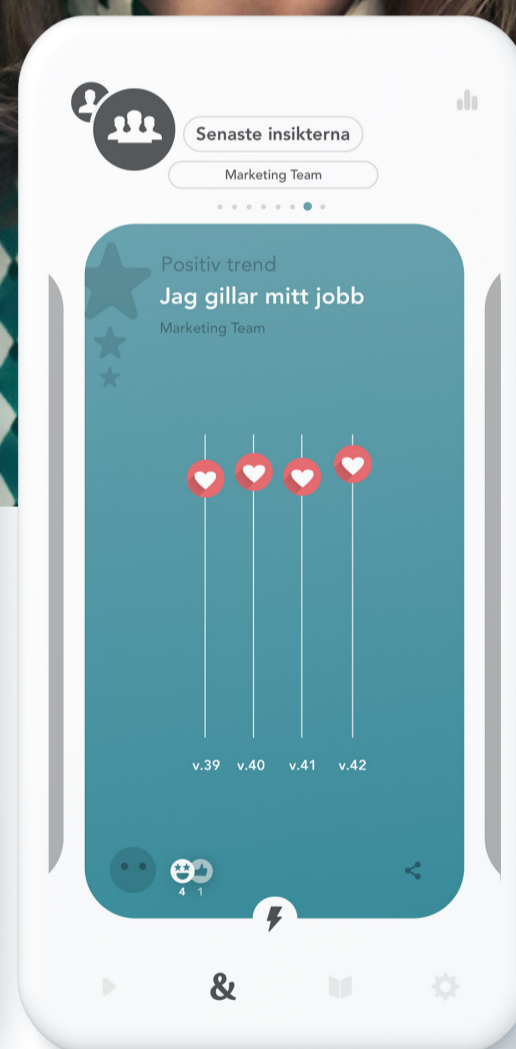 Senaste insikterna
Marketing Team
Positiv trend
Jag gillar mitt jobb
Marketing Team
v.39 v.40 v.41 v.42
4 1
&